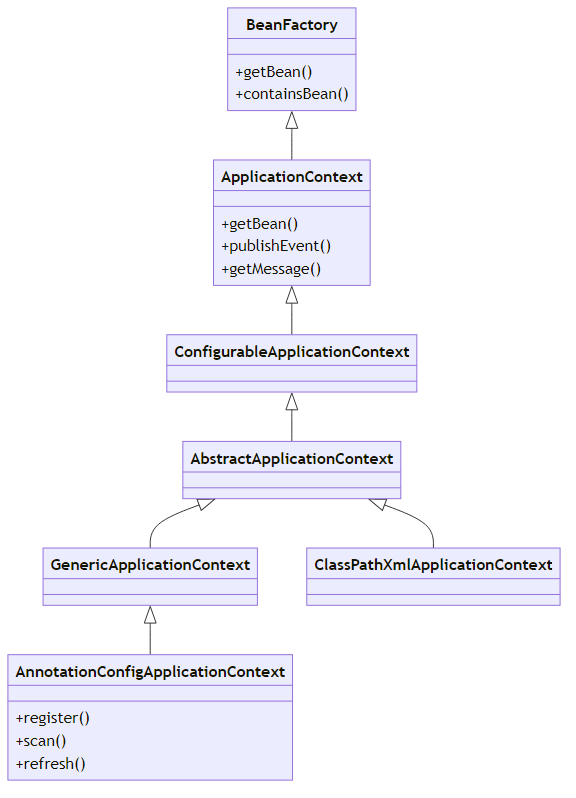 BeanFactory
+getBean()
+containsBean()
ApplicationContext
+getBean()
+publishEvent()
+getMessage()
ConfigurableApplicationContext
AbstractApplicationContext
GenericApplicationContext
ClassPathXmlApplicationContext
AnnotationConfigApplicationContext
+register()
+scan()
+refresh()